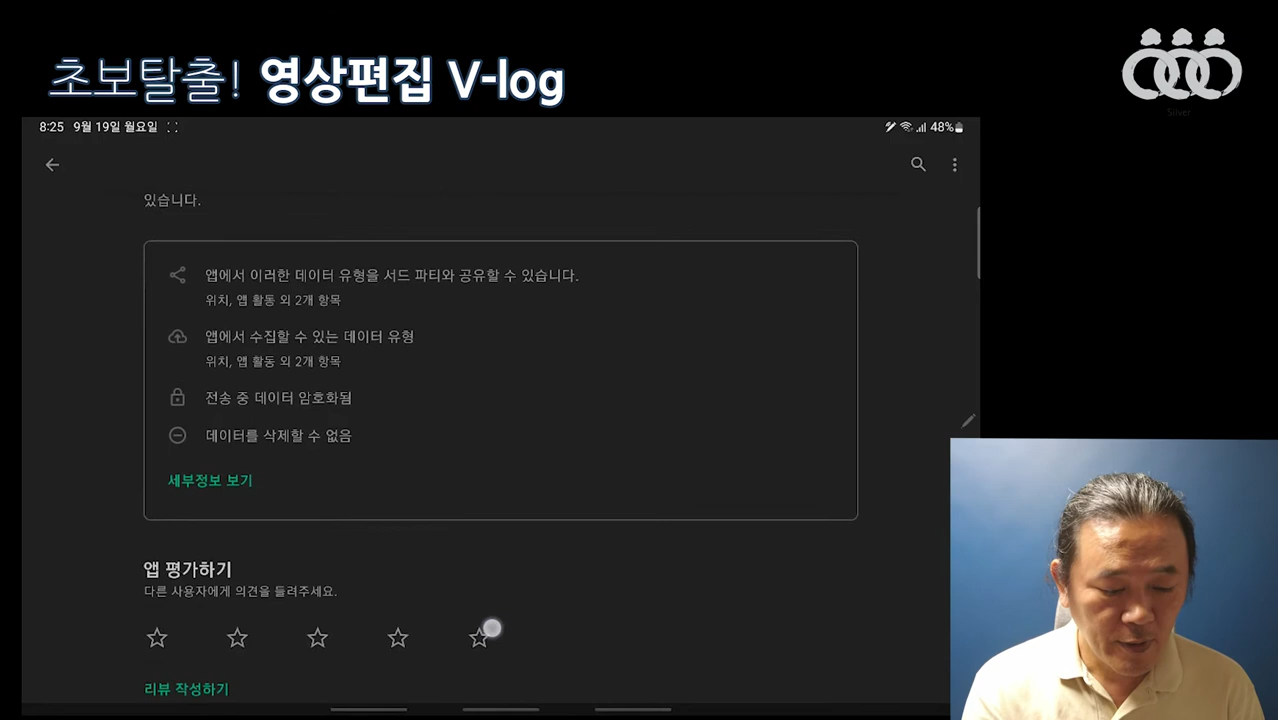 초보탈출! 영상편집 V-log
Silver
8:25 9월 19일 월요일
48%
있습니다.
앱에서 이러한 데이터 유형을 서드 파티와 공유할 수 있습니다.
위치, 앱 활동 외 2개 항목
앱에서 수집할 수 있는 데이터 유형
위치, 앱 활동 외 2개 항목
전송 중 데이터 암호화됨
데이터를 삭제할 수 없음
세부정보 보기
앱 평가하기
다른 사용자에게 의견을 들려주세요.
리뷰 작성하기